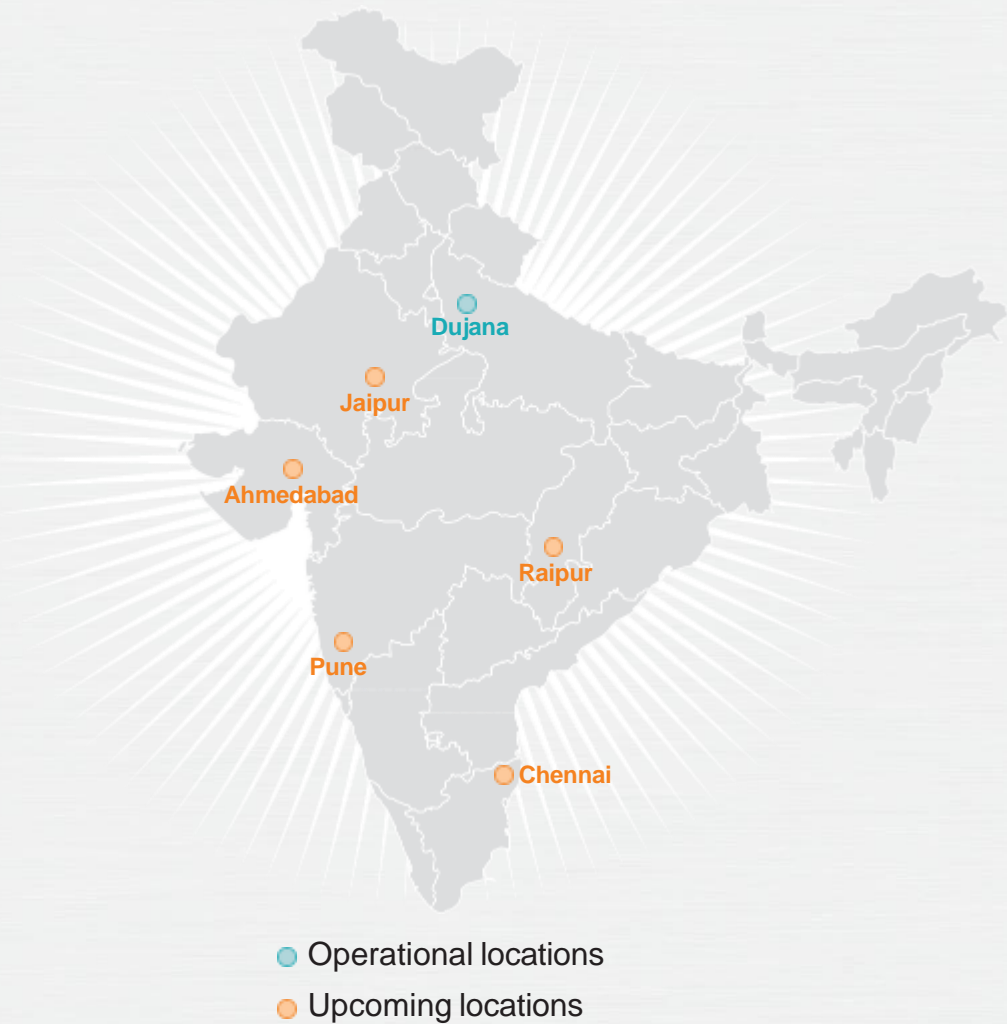 Dujana
Jaipur
Ahmedabad
Raipur
Pune
Chennai
Operational locations
Upcoming locations